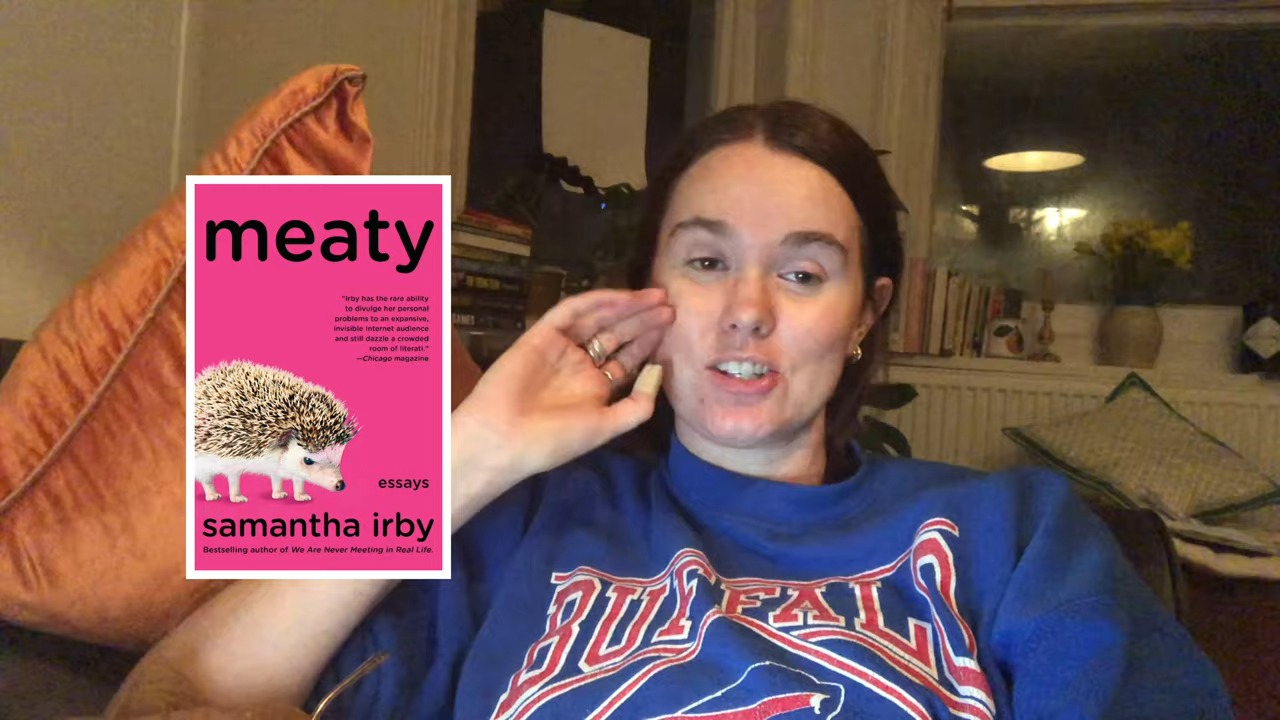 meaty
"Irby has the rare ability
to divulge her personal
problems to an expansive,
invisible internet audience
and still dazzle a crowded
room of literati."
—Chicago magazine
essays
samantha irby
Bestselling author of We Are Never Meeting in Real Life.
BUFFALO